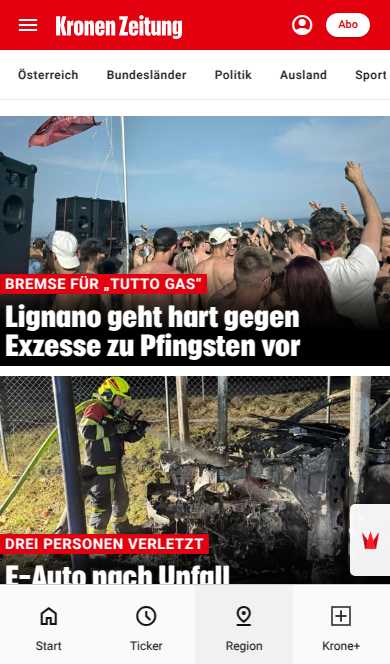 Kronen Zeitung
Abo
Österreich Bundesländer Politik Ausland Sport
BREMSE FÜR „TUTTO GAS“
Lignano geht hart gegen
Exzesse zu Pfingsten vor
DREI PERSONEN VERLETZT
E-Auto nach Unfall
Start Ticker Region Krone+